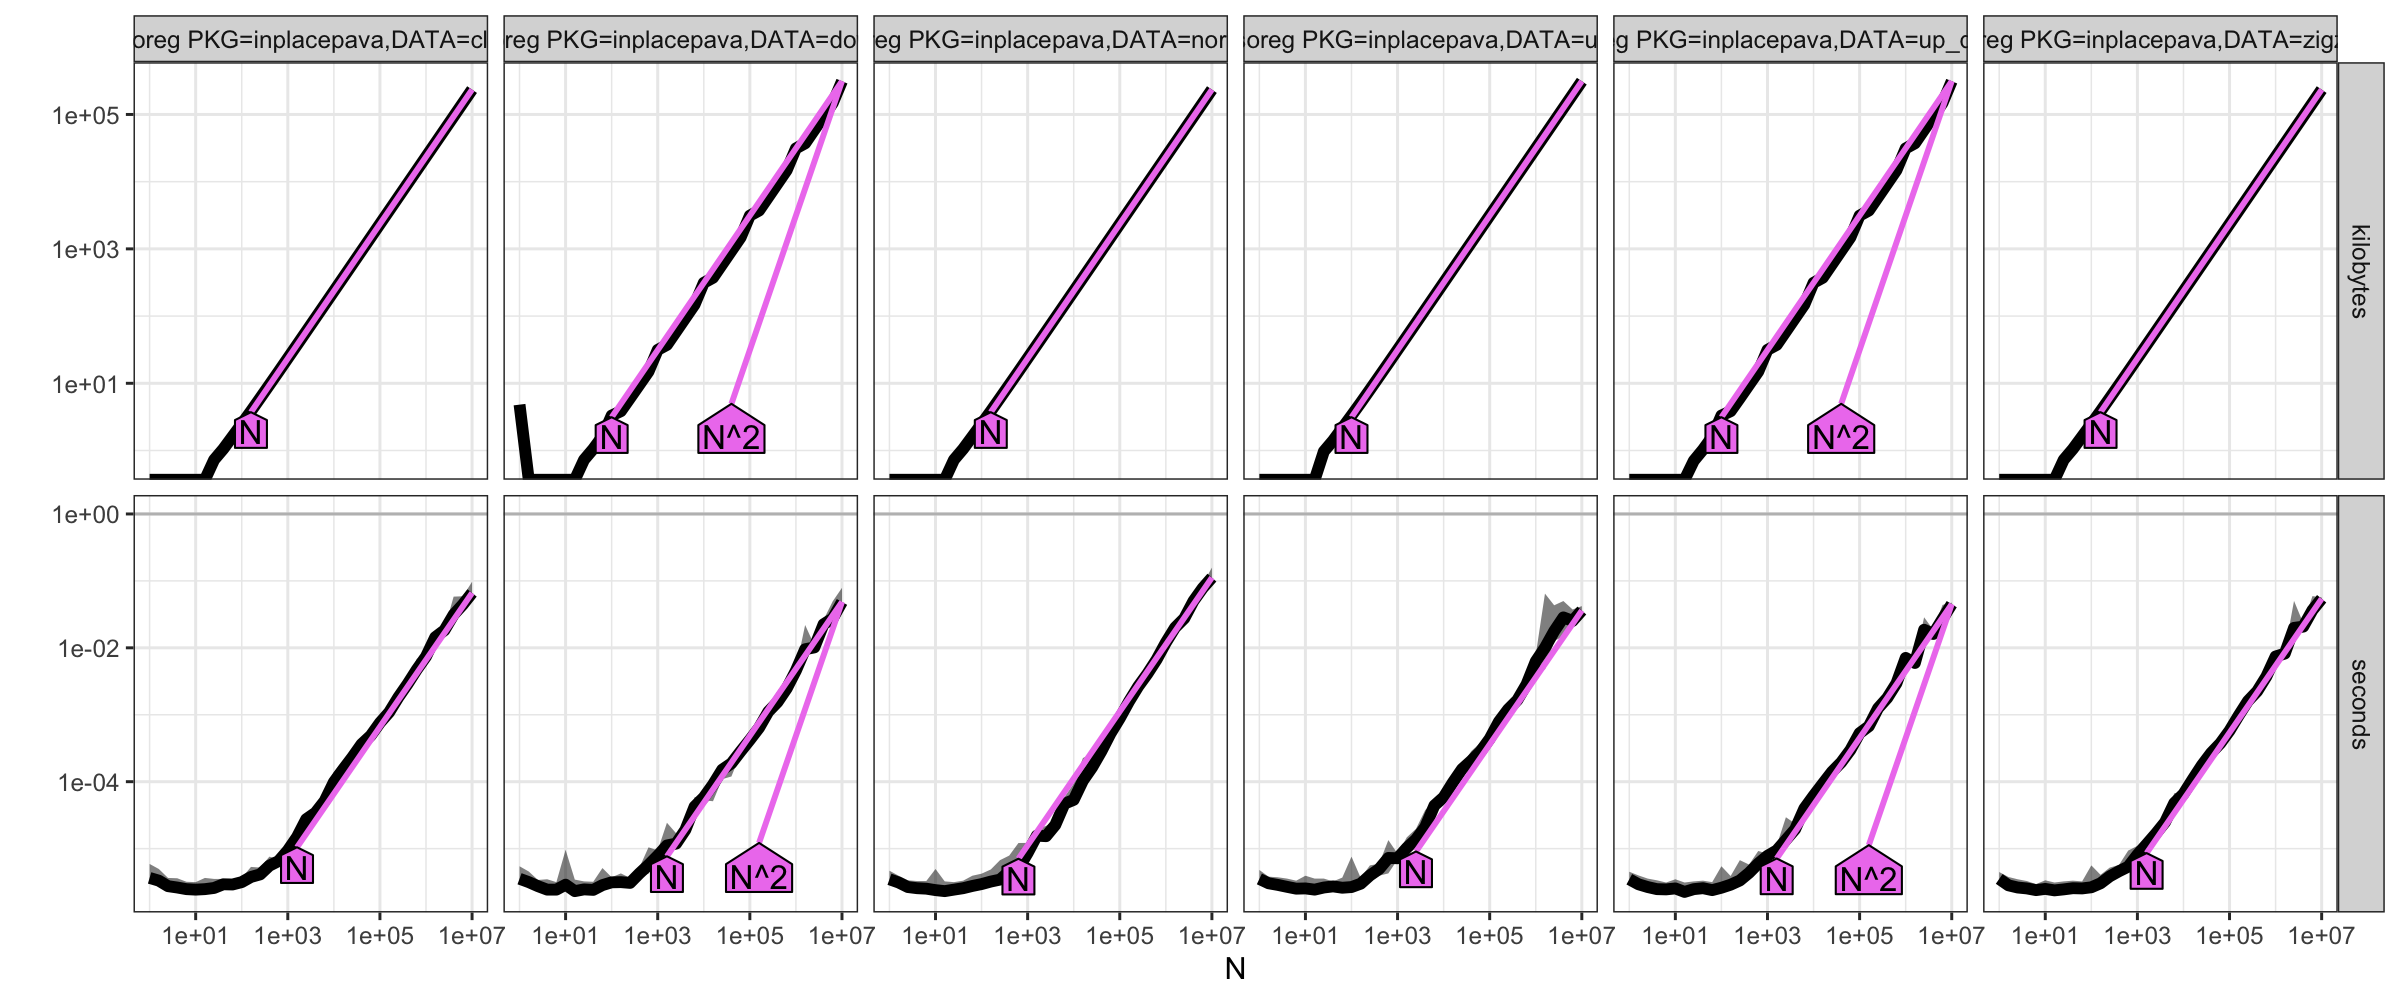 oreg PKG=inplacepava,DATA=cl
reg PKG=inplacepava,DATA=do
eg PKG=inplacepava,DATA=nor
soreg PKG=inplacepava,DATA=u
g PKG=inplacepava,DATA=up_d
reg PKG=inplacepava,DATA=zigz
1e+05
1e+03
1e+01
N
N
N^2
N
N
N
N^2
N
kilobytes
1e+00
1e-02
1e-04
N
N
N^2
N
N
N
N^2
N
seconds
1e+01 1e+03 1e+05 1e+07
1e+01 1e+03 1e+05 1e+07
1e+01 1e+03 1e+05 1e+07
1e+01 1e+03 1e+05 1e+07
1e+01 1e+03 1e+05 1e+07
1e+01 1e+03 1e+05 1e+07
N